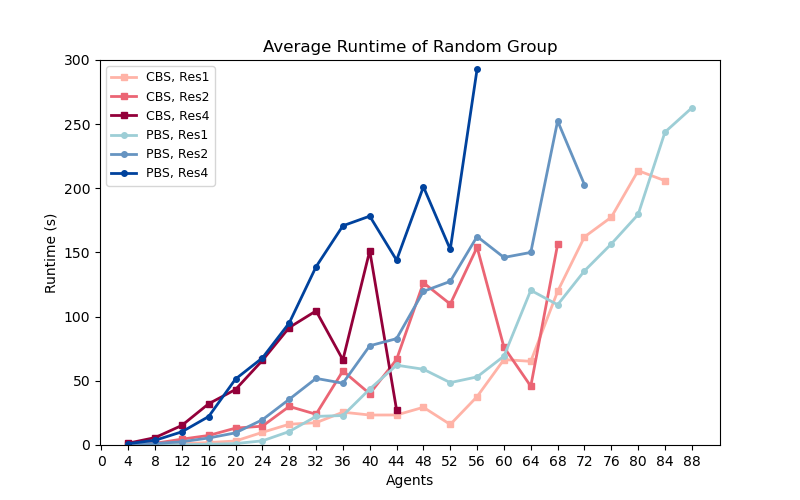 Average Runtime of Random Group
300
250
200
150
100
50
0
Runtime (s)
CBS, Res1
CBS, Res2
CBS, Res4
PBS, Res1
PBS, Res2
PBS, Res4
0 4 8 12 16 20 24 28 32 36 40 44 48 52 56 60 64 68 72 76 80 84 88
Agents